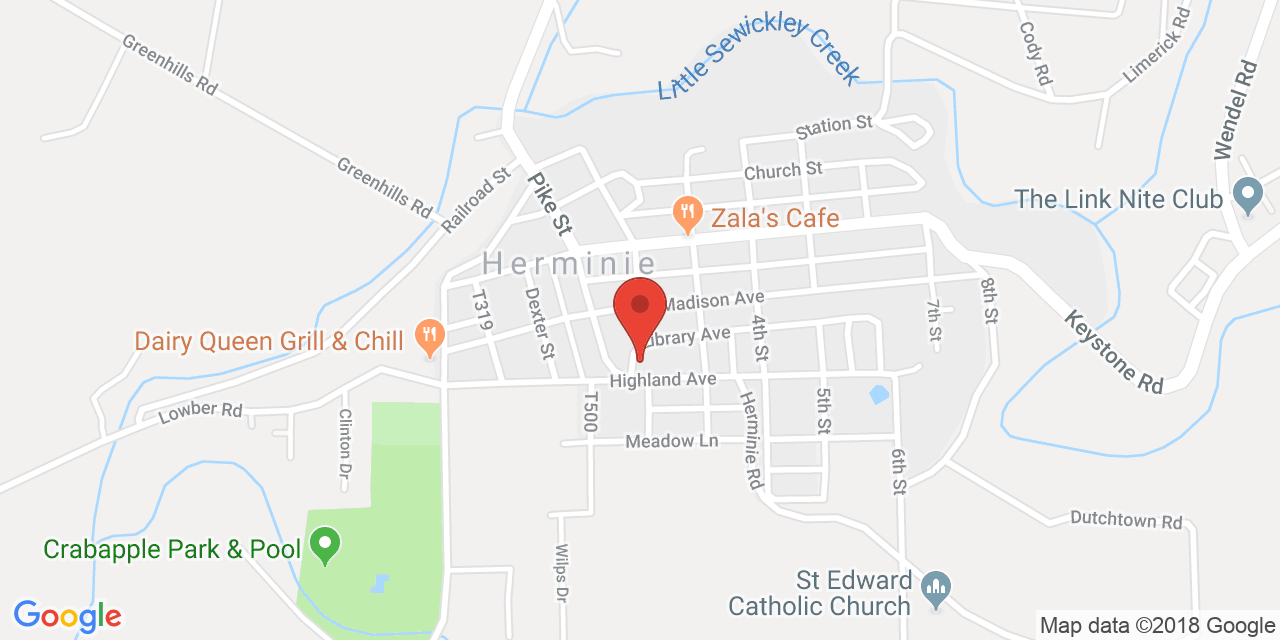 Little Sewickley Creek
Cody Rd
Limerick Rd
Greenhills Rd
Wendel Rd
Station St
Church St
Greenhills Rd
Railroad St
Pike St
The Link Nite Club
Zala's Cafe
Herminie
T319
Dexter St
Madison Ave
4th St
7th St
8th St
Keystone Rd
Dairy Queen Grill & Chill
Library Ave
Highland Ave
Lowber Rd
Clinton Dr
T500
Herminie Rd
5th St
Meadow Ln
6th St
Dutchtown Rd
Crabapple Park & Pool
Wilps Dr
St Edward
Catholic Church
Google
Map data ©2018 Google